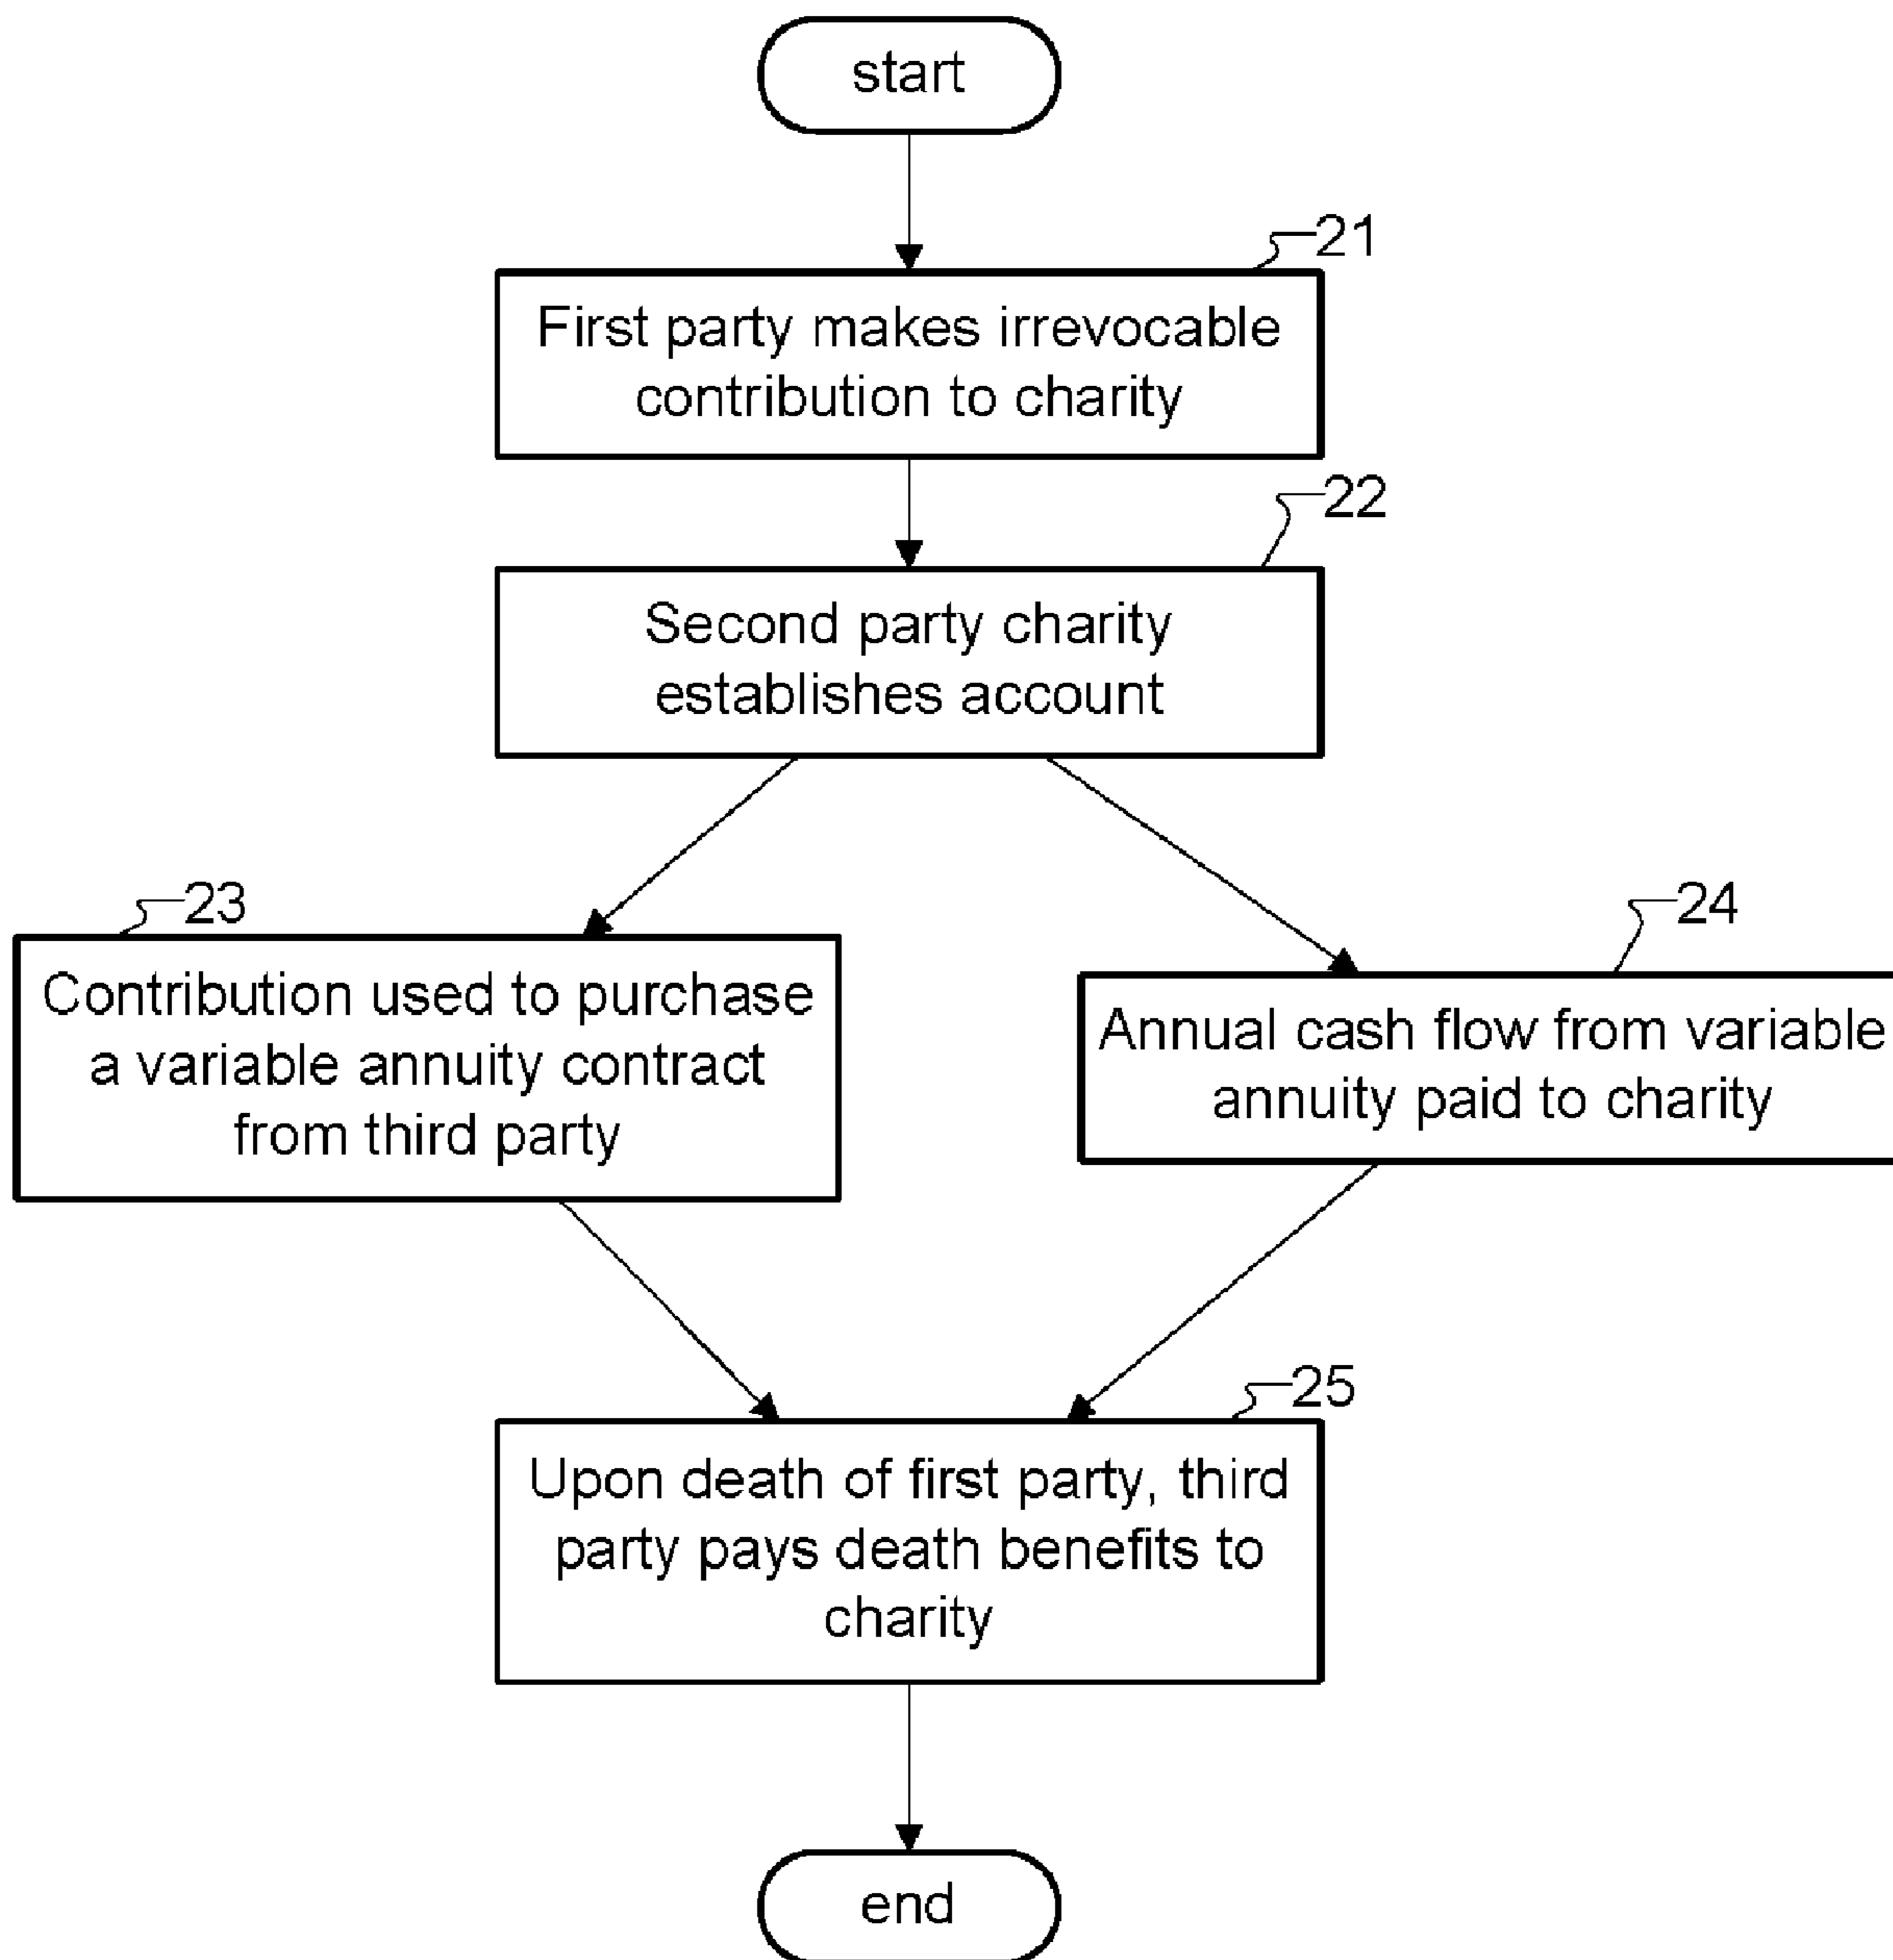 start
21
First party makes irrevocable
contribution to charity
22
Second party charity
establishes account
23
Contribution used to purchase
a variable annuity contract
from third party
24
Annual cash flow from variable
annuity paid to charity
25
Upon death of first party, third
party pays death benefits to
charity
end